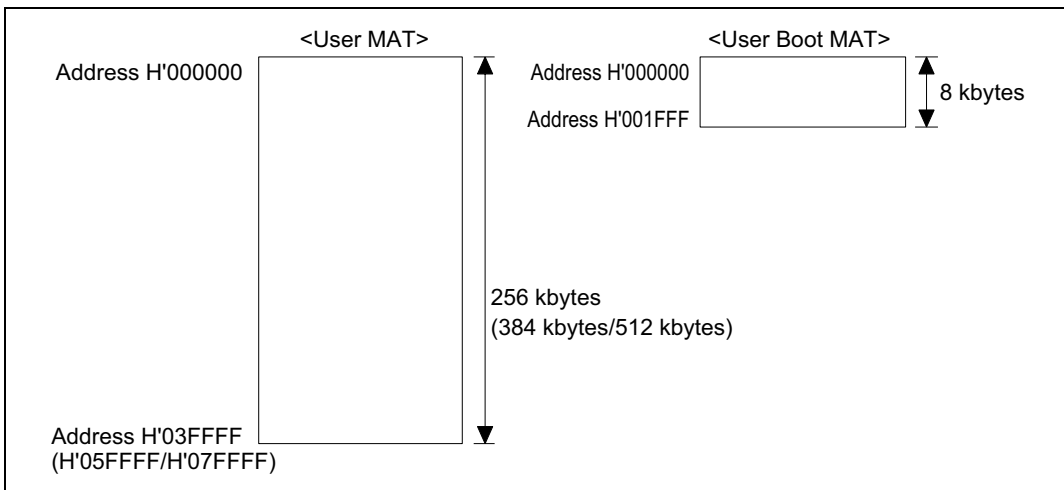 <User MAT>
Address H'000000
256 kbytes
(384 kbytes/512 kbytes)
Address H'03FFFF
(H'05FFFF/H'07FFFF)
<User Boot MAT>
Address H'000000
8 kbytes
Address H'001FFF